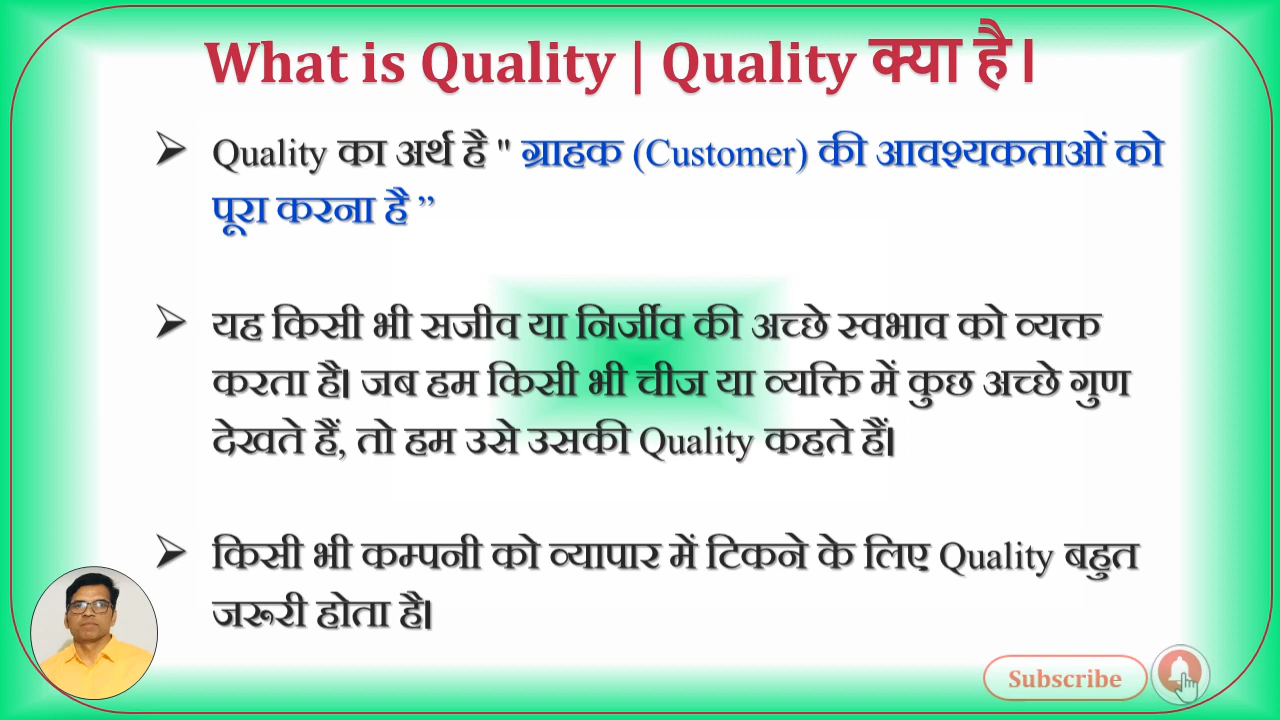 What is Quality | Quality क्या है।
➢ Quality का अर्थ है " ग्राहक (Customer) की आवश्यकताओं को
पूरा करना है ”
➢ यह किसी भी सजीव या निर्जीव की अच्छे स्वभाव को व्यक्त
करता है। जब हम किसी भी चीज या व्यक्ति में कुछ अच्छे गुण
देखते हैं, तो हम उसे उसकी Quality कहते हैं।
➢ किसी भी कम्पनी को व्यापार में टिकने के लिए Quality बहुत
जरूरी होता है।
Subscribe